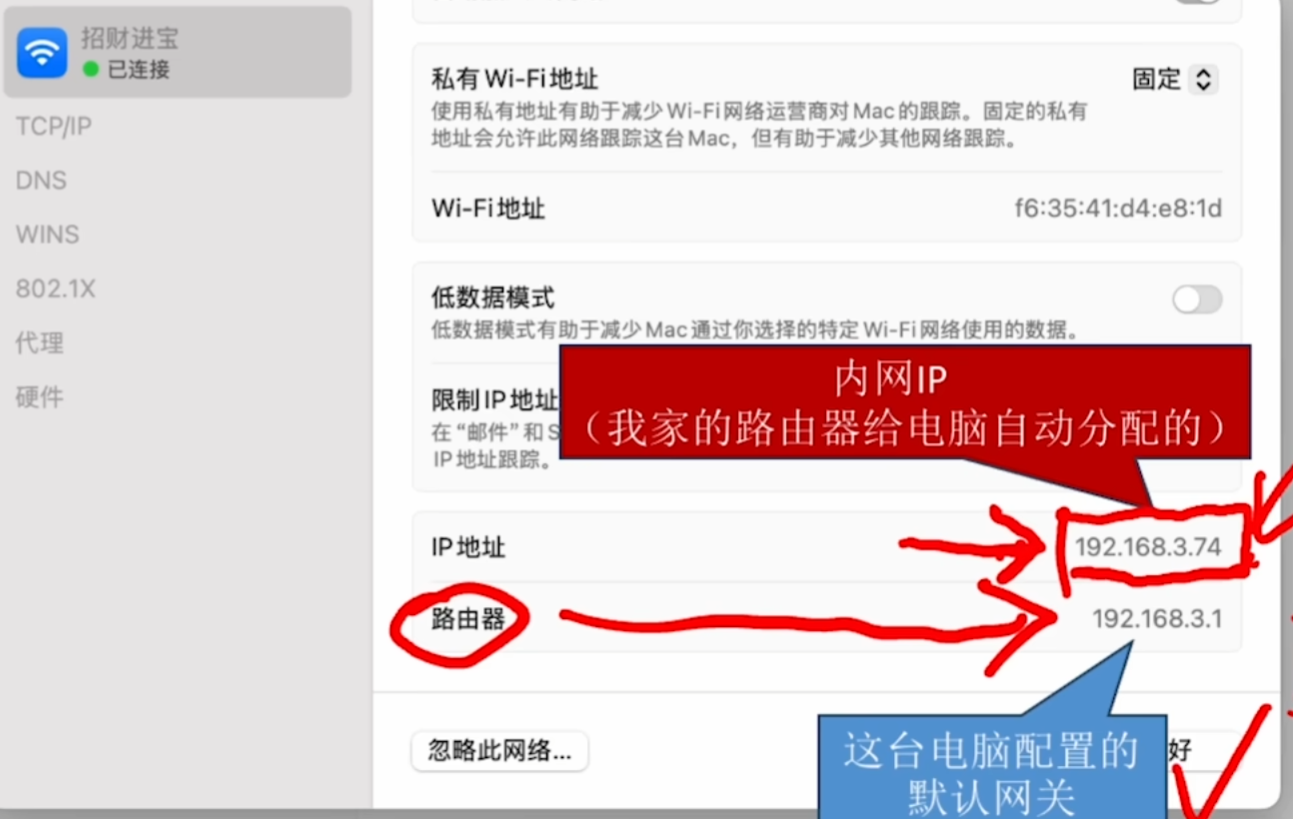 招财进宝
已连接
TCP/IP
DNS
WINS
802.1X
代理
硬件
私有 Wi-Fi 地址
固定
使用私有地址有助于减少 Wi-Fi 网络运营商对 Mac 的跟踪。固定的私有
地址会允许此网络跟踪这台 Mac，但有助于减少其他网络跟踪。
Wi-Fi 地址
f6:35:41:d4:e8:1d
低数据模式
低数据模式有助于减少 Mac 通过你选择的特定 Wi-Fi 网络使用的数据。
内网IP
（我家的路由器给电脑自动分配的）
限制 IP 地址
在“邮件”和 S
IP 地址跟踪。
IP 地址
192.168.3.74
路由器
192.168.3.1
忽略此网络...
这台电脑配置的
默认网关
好